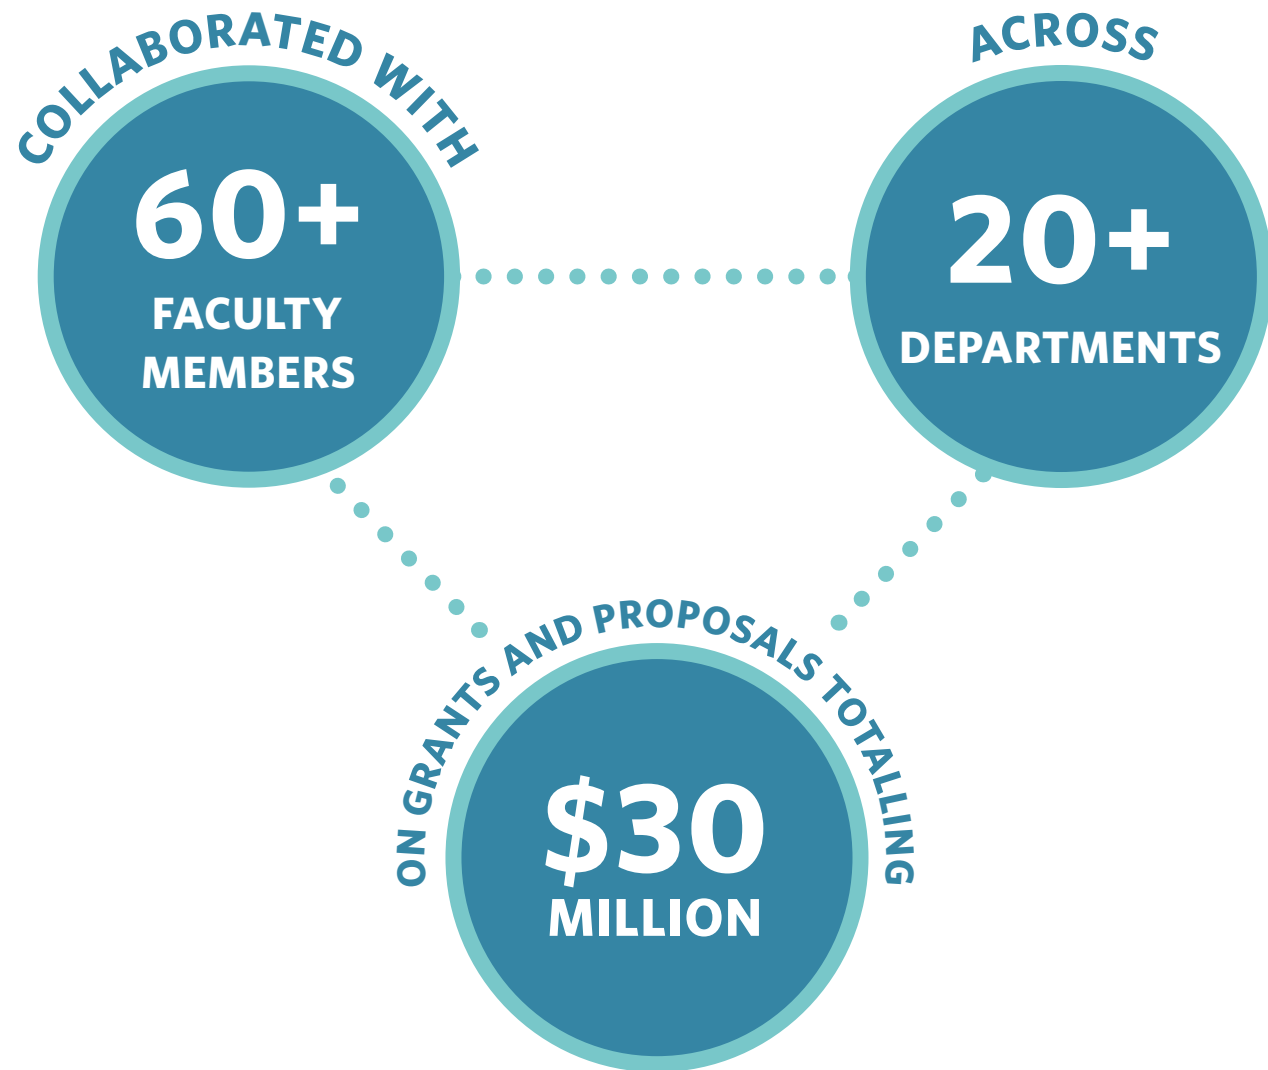 COLLABORATED WITH
60+
FACULTY
MEMBERS
ACROSS
20+
DEPARTMENTS
ON GRANTS AND PROPOSALS TOTALLING
$30
MILLION